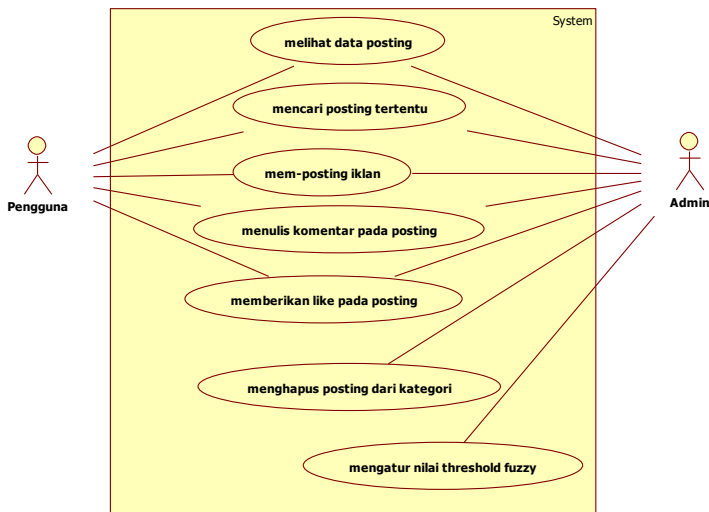 System
melihat data posting
mencari posting tertentu
mem-posting iklan
Pengguna
Admin
menulis komentar pada posting
memberikan like pada posting
menghapus posting dari kategori
mengatur nilai threshold fuzzy